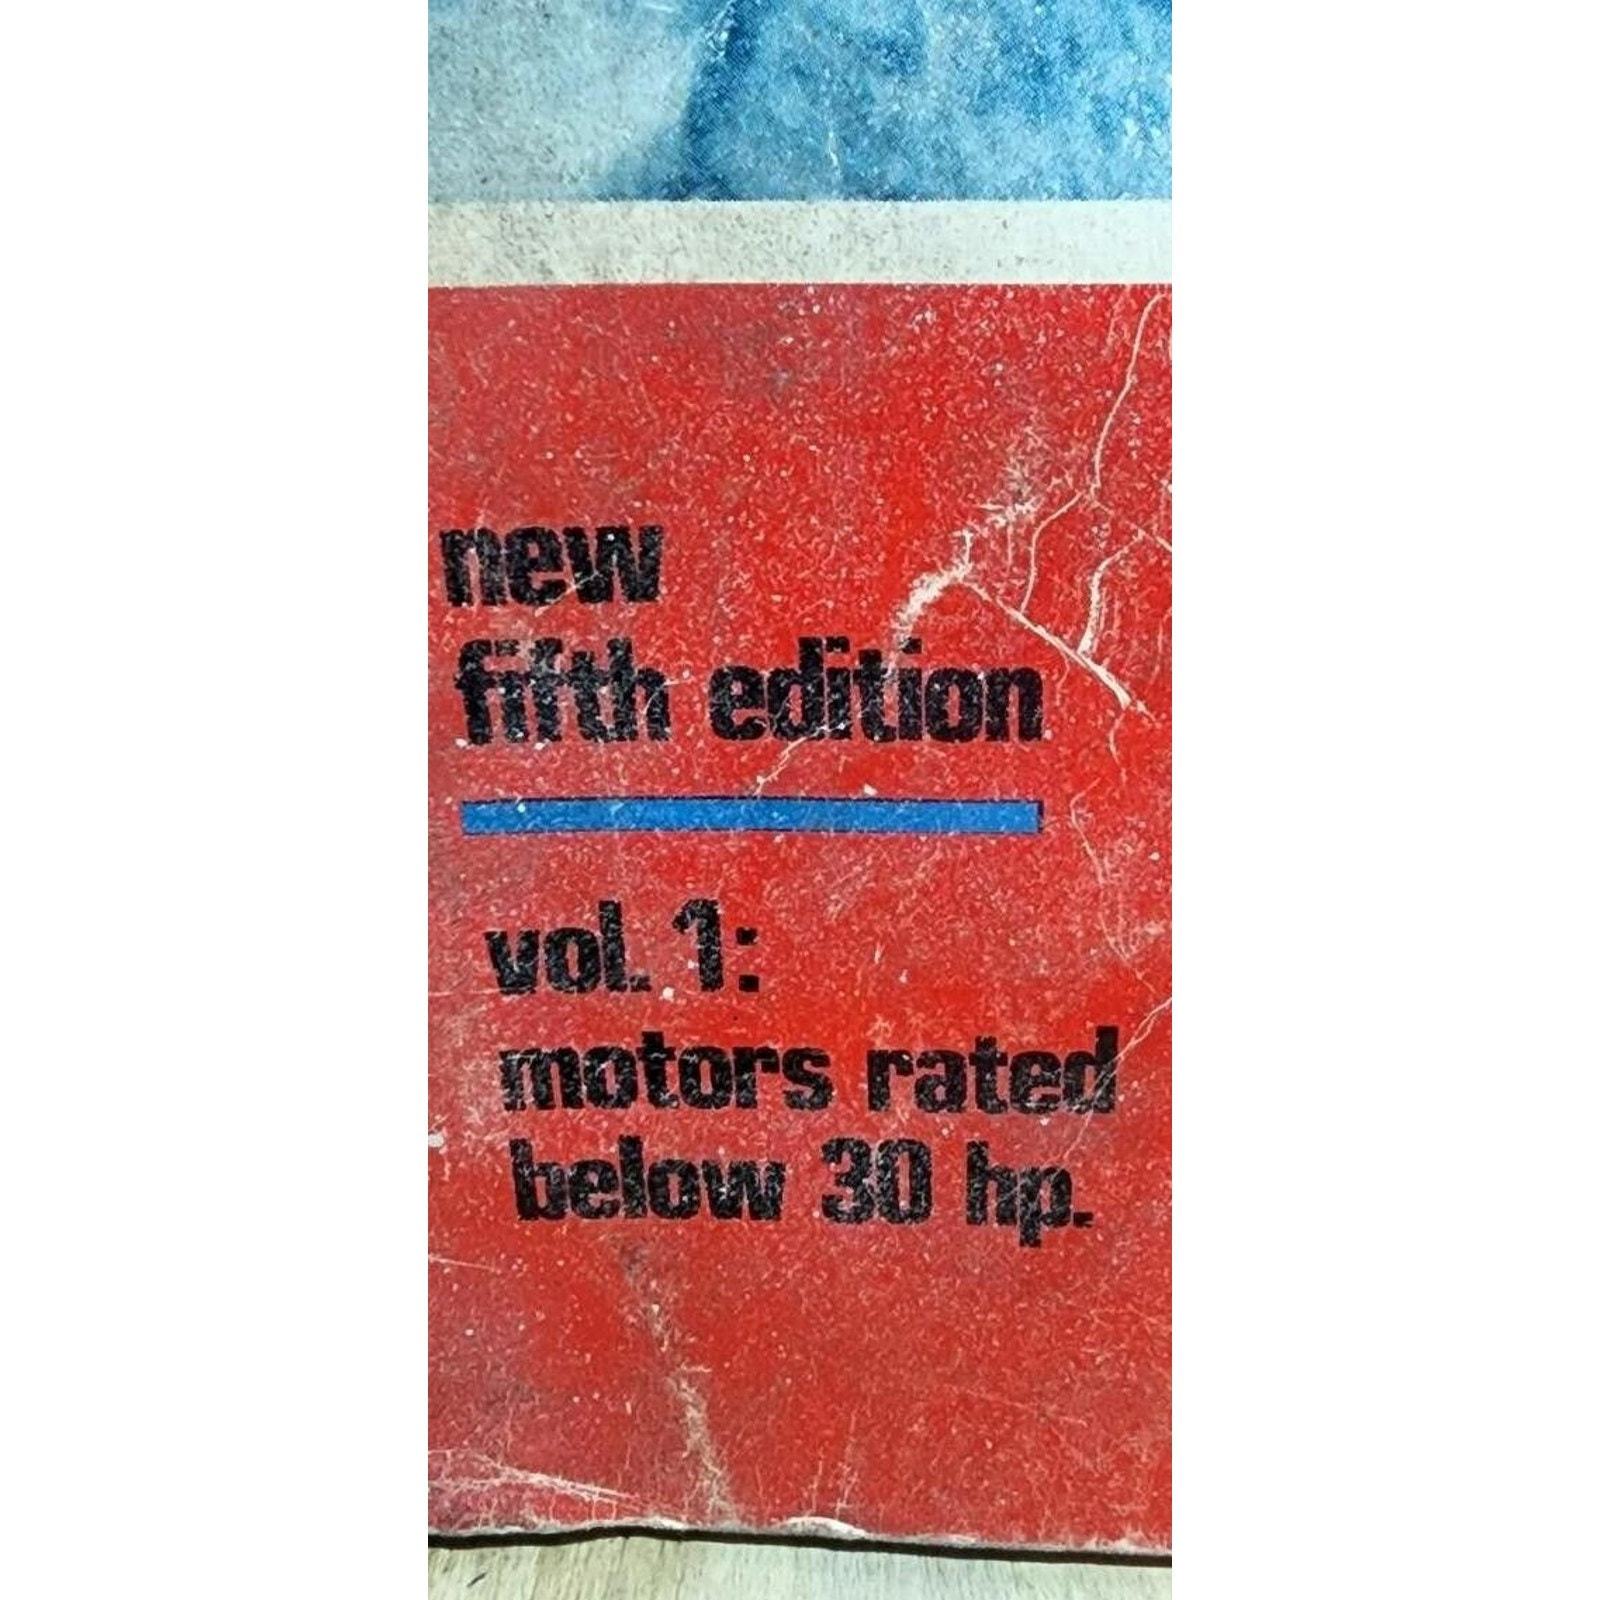 new
fifth edition
vol. 1:
motors rated
below 30 hp.